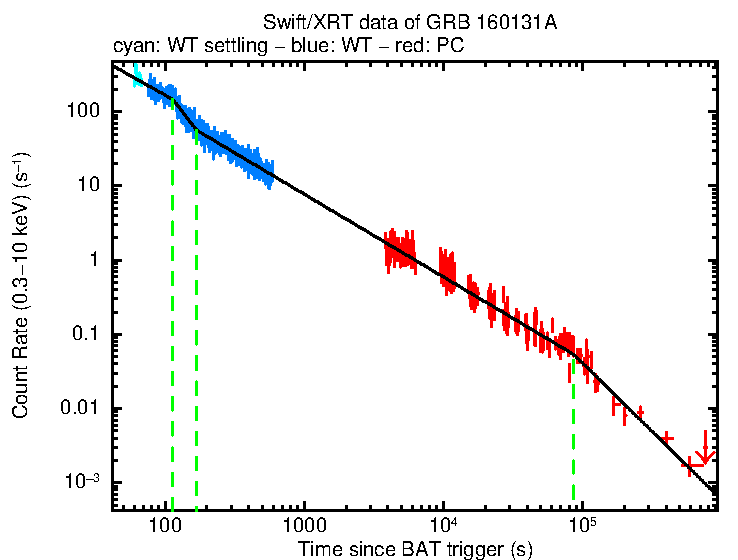 Swift/XRT data of GRB 160131A
cyan: WT settling – blue: WT – red: PC
Count Rate (0.3–10 keV) (s⁻¹)
100
10
1
0.1
0.01
10⁻³
100
1000
10⁴
10⁵
Time since BAT trigger (s)